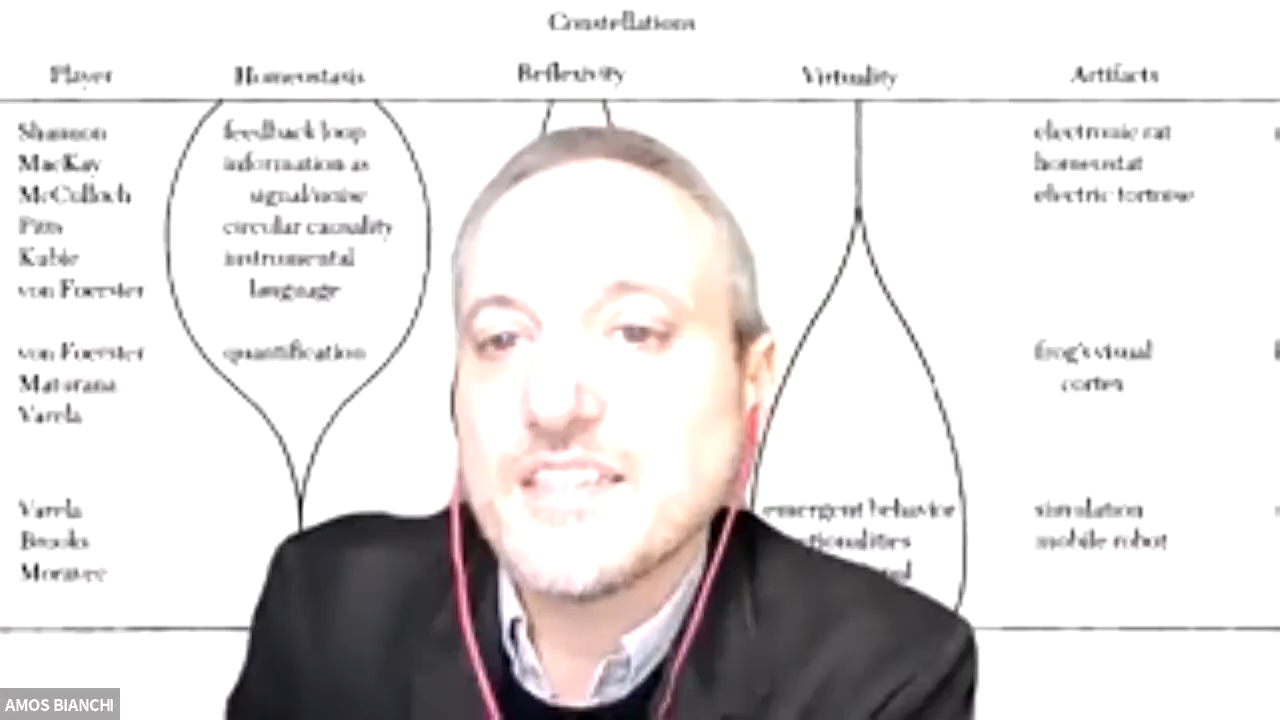 Constellations
Player Homeostasis Reflexivity Virtuality Artifacts
Shannon feedback loop electronic rat
MacKay information as homeostat
McCulloch signal/noise electric tortoise
Pitts circular causality
Kubie instrumental
von Foerster language
von Foerster quantification frog's visual
Maturana cortex
Varela
Varela emergent behavior simulation
Brooks mobile robot
Moravec
AMOS BIANCHI